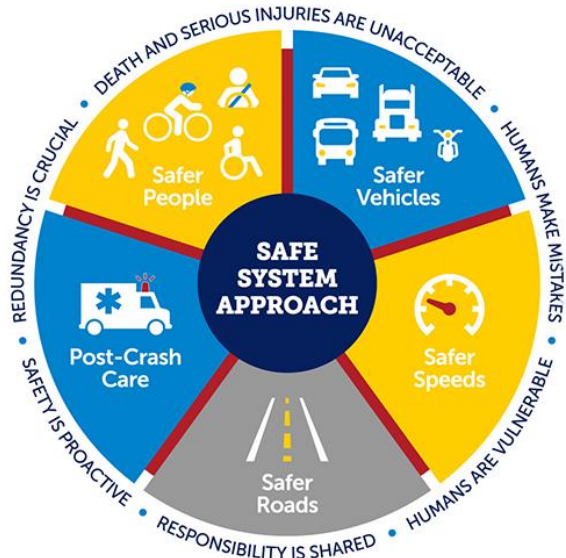 DEATH AND SERIOUS INJURIES ARE UNACCEPTABLE
HUMANS MAKE MISTAKES
HUMANS ARE VULNERABLE
RESPONSIBILITY IS SHARED
SAFETY IS PROACTIVE
REDUNDANCY IS CRUCIAL
Safer
People
Safer
Vehicles
SAFE
SYSTEM
APPROACH
Post-Crash
Care
Safer
Speeds
Safer
Roads